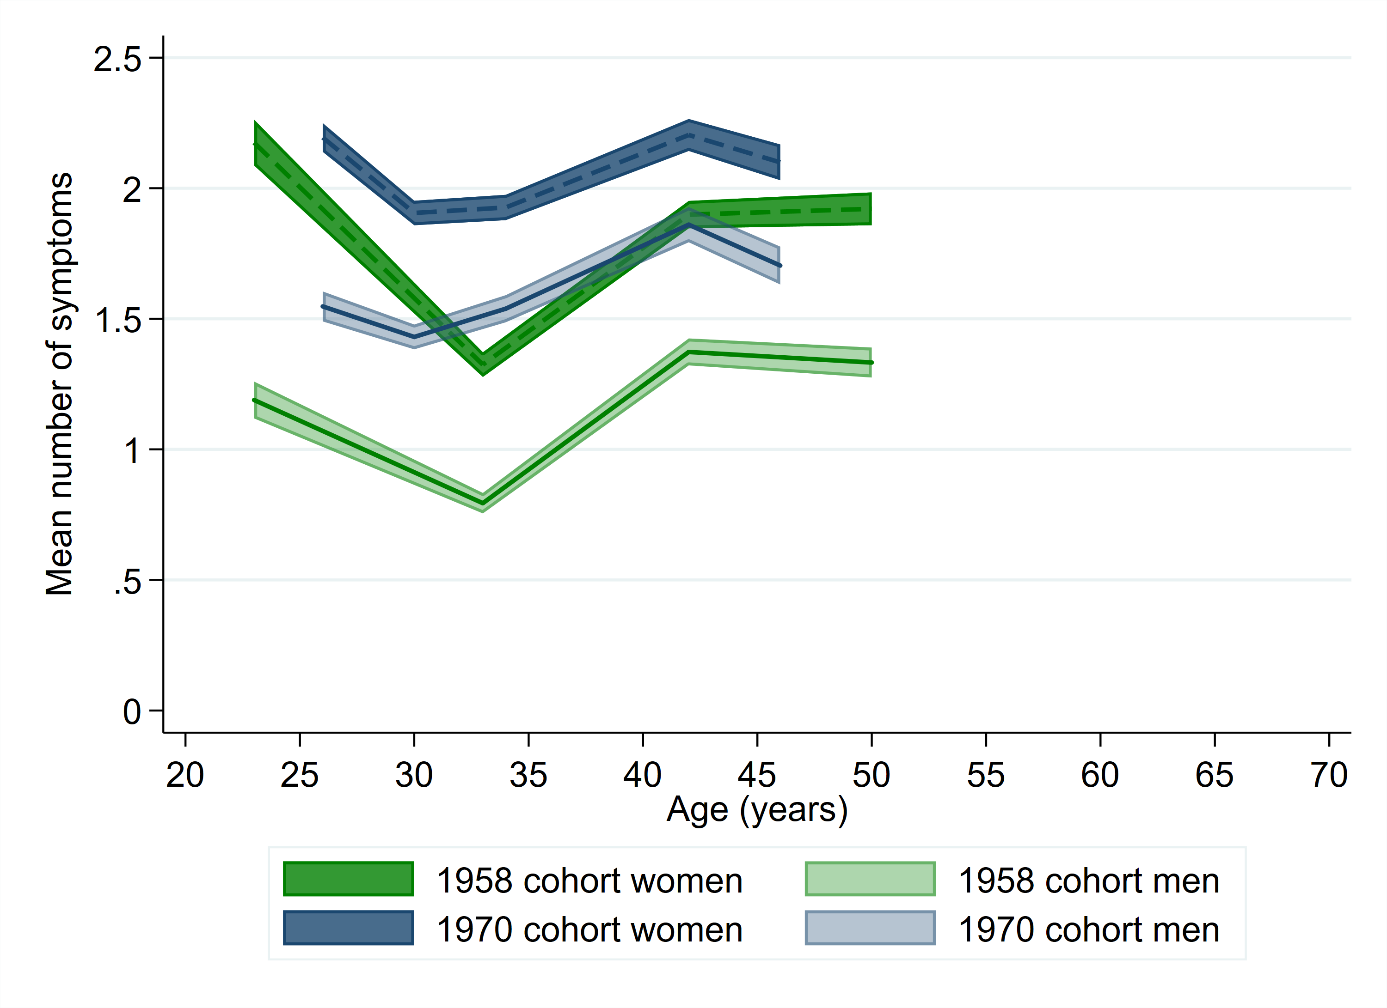 Mean number of symptoms
2.5
2
1.5
1
.5
0
20 25 30 35 40 45 50 55 60 65 70
Age (years)
1958 cohort women 1958 cohort men
1970 cohort women 1970 cohort men